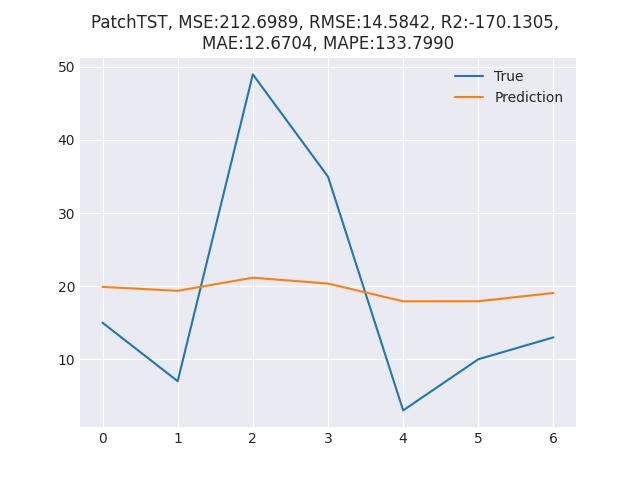 PatchTST, MSE:212.6989, RMSE:14.5842, R2:-170.1305,
MAE:12.6704, MAPE:133.7990
True
Prediction
50
40
30
20
10
0 1 2 3 4 5 6